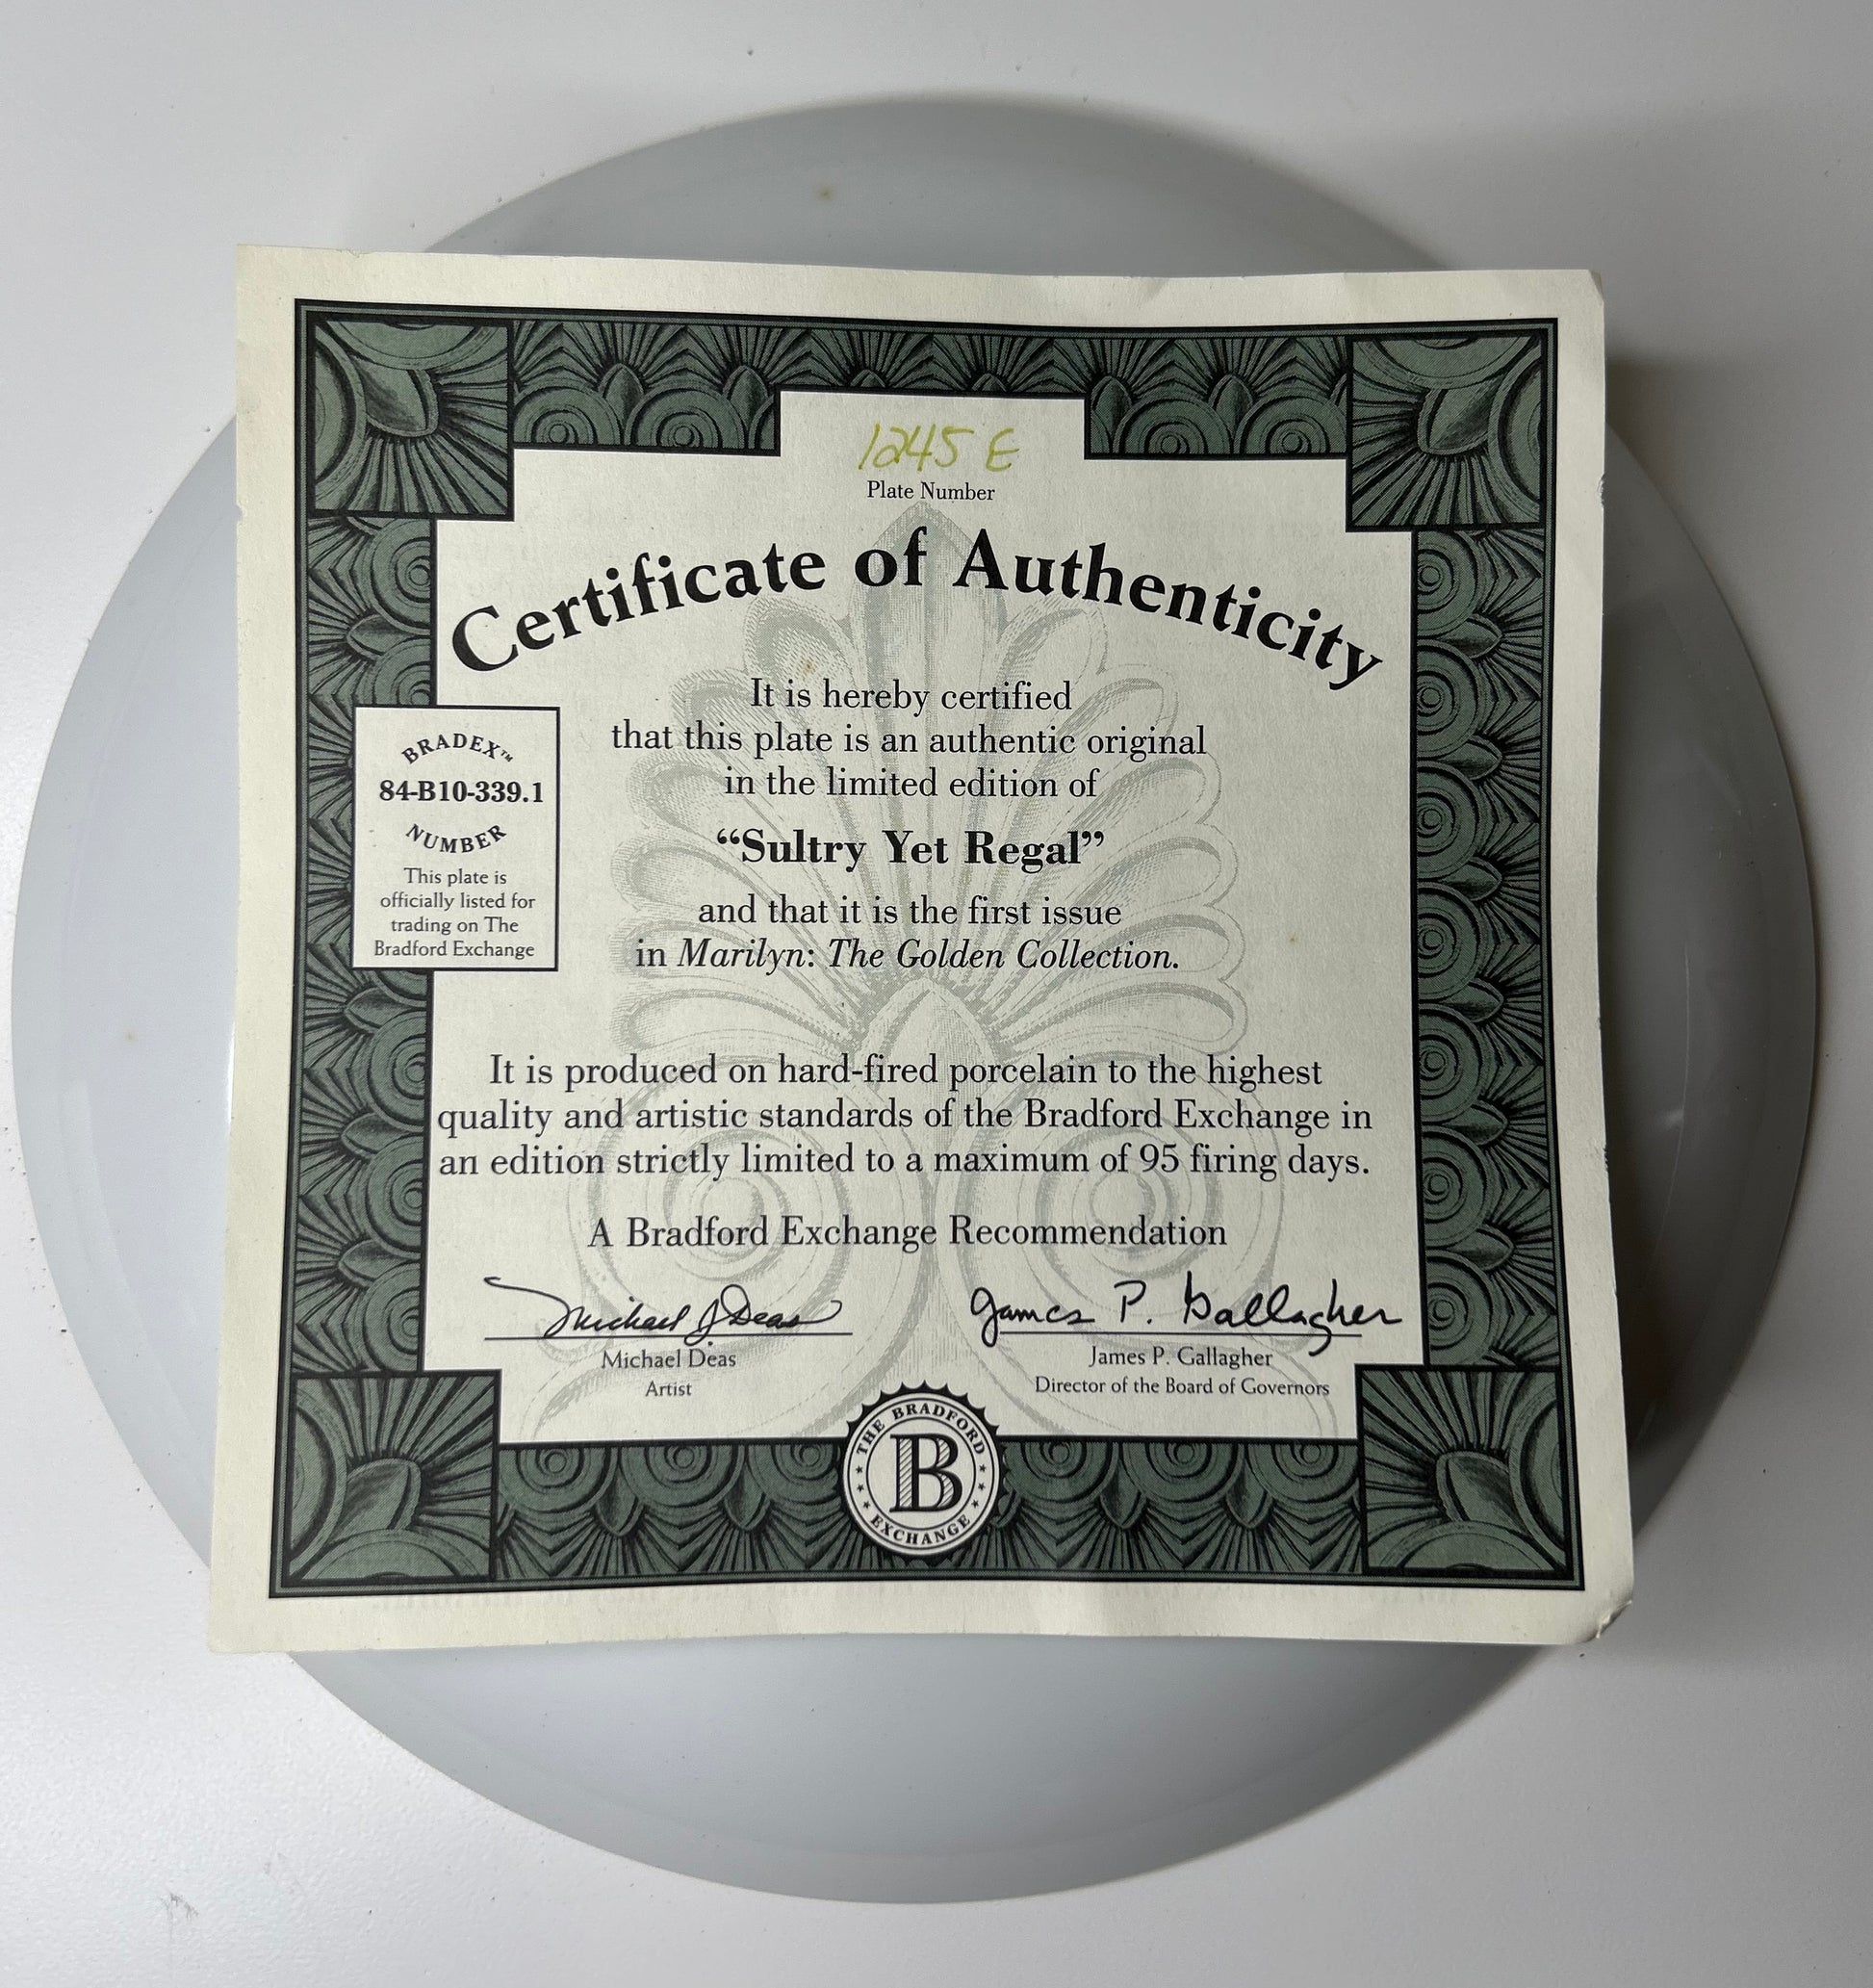 1245 E
Plate Number
Certificate of Authenticity
It is hereby certified
that this plate is an authentic original
in the limited edition of
“Sultry Yet Regal”
and that it is the first issue
in Marilyn: The Golden Collection.
BRADEX™
84-B10-339.1
NUMBER
This plate is
officially listed for
trading on The
Bradford Exchange
It is produced on hard-fired porcelain to the highest
quality and artistic standards of the Bradford Exchange in
an edition strictly limited to a maximum of 95 firing days.
A Bradford Exchange Recommendation
Michael J. Deas
Michael Deas
Artist
James P. Gallagher
James P. Gallagher
Director of the Board of Governors
THE BRADFORD
B
EXCHANGE